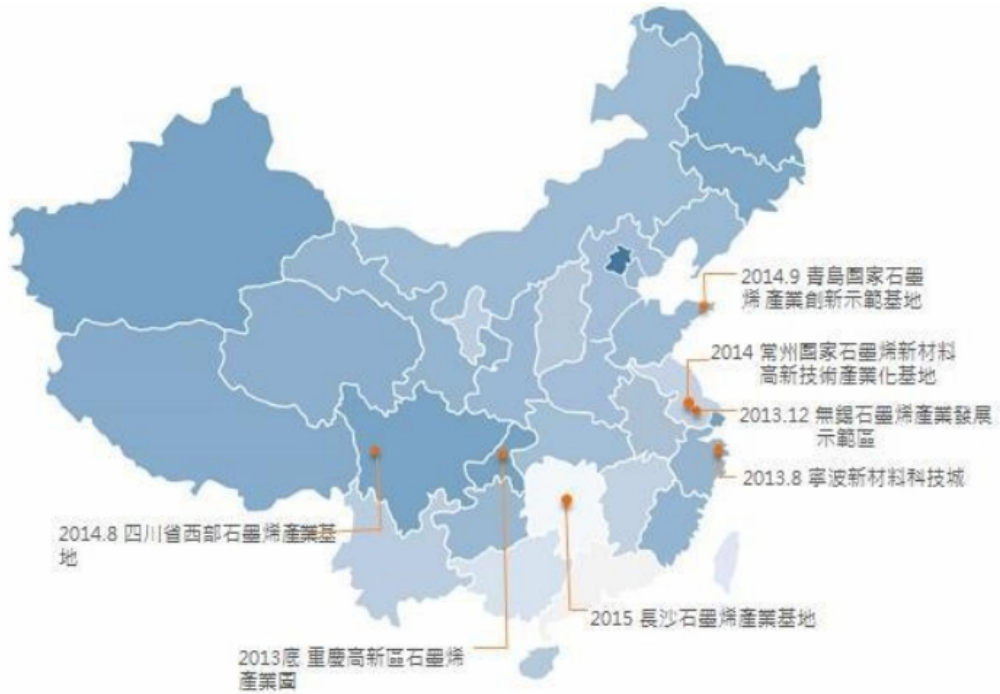 2014.9 青島國家石墨
烯 產業創新示範基地
2014 常州國家石墨烯新材料
高新技術產業化基地
2013.12 無錫石墨烯產業發展
示範區
2013.8 寧波新材料科技城
2014.8 四川省西部石墨烯產業基
地
2015 長沙石墨烯產業基地
2013底 重慶高新區石墨烯
產業園